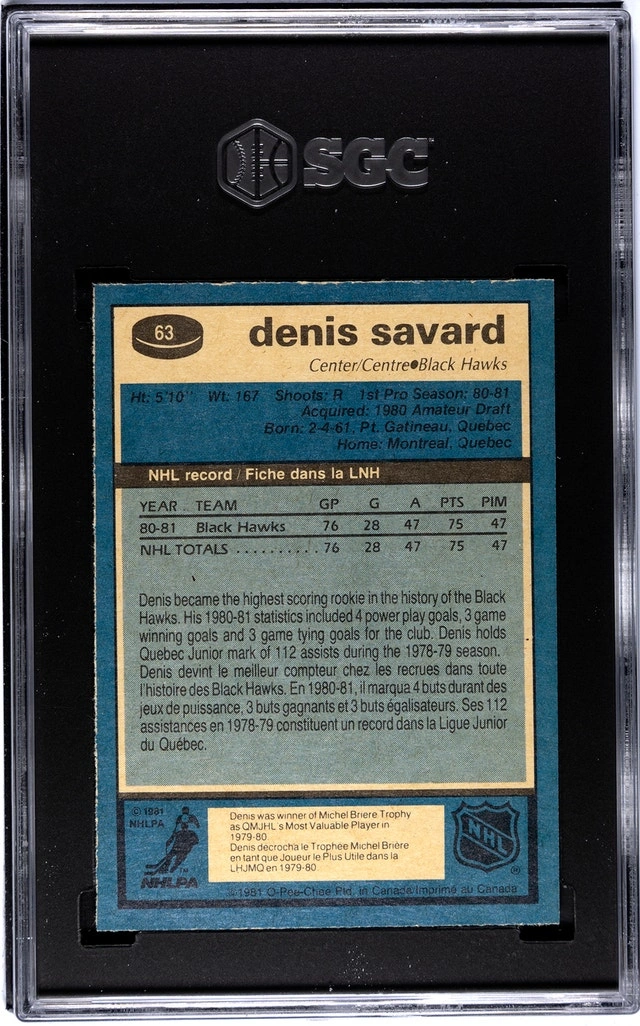 SGC
63
denis savard
Center/Centre●Black Hawks
Ht: 5'10" Wt: 167 Shoots: R 1st Pro Season: 80-81
Acquired: 1980 Amateur Draft
Born: 2-4-61, Pt. Gatineau, Quebec
Home: Montreal, Quebec
NHL record / Fiche dans la LNH
YEAR TEAM GP G A PTS PIM
80-81 Black Hawks 76 28 47 75 47
NHL TOTALS .......... 76 28 47 75 47
Denis became the highest scoring rookie in the history of the Black
Hawks. His 1980-81 statistics included 4 power play goals, 3 game
winning goals and 3 game tying goals for the club. Denis holds
Quebec Junior mark of 112 assists during the 1978-79 season.
Denis devint le meilleur compteur chez les recrues dans toute
l'histoire des Black Hawks. En 1980-81, il marqua 4 buts durant des
jeux de puissance, 3 buts gagnants et 3 buts égalisateurs. Ses 112
assistances en 1978-79 constituent un record dans la Ligue Junior
du Québec.
© 1981
NHLPA
NHLPA
Denis was winner of Michel Briere Trophy
as QMJHL's Most Valuable Player in
1979-80.
Denis décrocha le Trophée Michel Brière
en tant que Joueur le Plus Utile dans la
LHJMQ en 1979-80.
NHL
©1981 O-Pee-Chee Ptd. in Canada/Imprimé au Canada